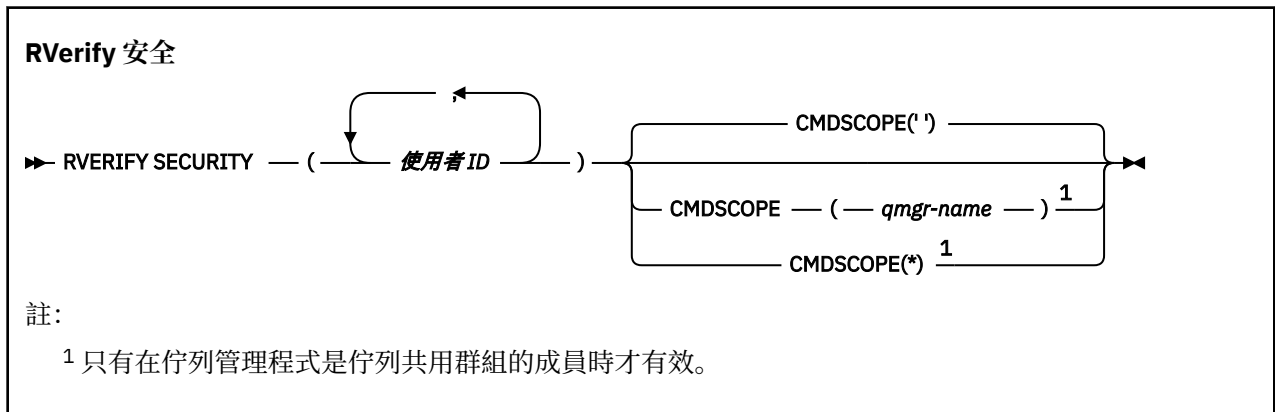 RVerify 安全
,
CMDSCOPE(' ')
RVERIFY SECURITY ( 使用者 ID )
CMDSCOPE ( qmgr-name ) 1
CMDSCOPE(*) 1
註:
1 只有在佇列管理程式是佇列共用群組的成員時才有效。